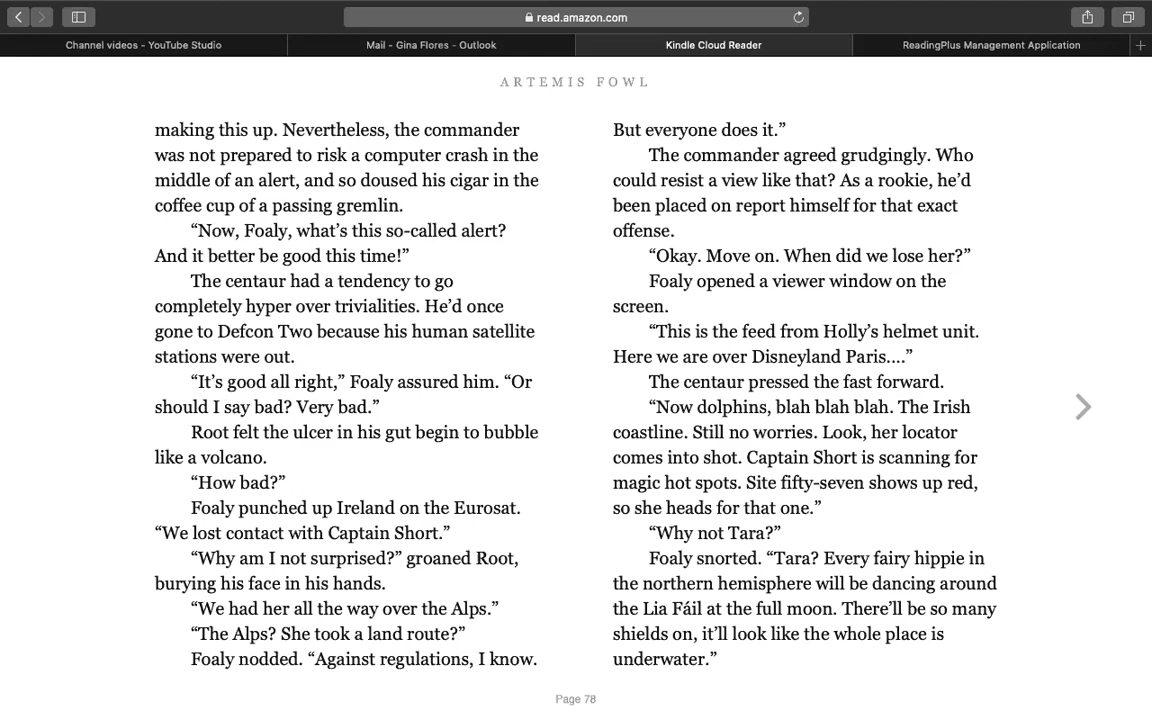 read.amazon.com
Channel videos - YouTube Studio
Mail - Gina Flores - Outlook
Kindle Cloud Reader
ReadingPlus Management Application
ARTEMIS FOWL
making this up. Nevertheless, the commander
was not prepared to risk a computer crash in the
middle of an alert, and so doused his cigar in the
coffee cup of a passing gremlin.
“Now, Foaly, what’s this so-called alert?
And it better be good this time!”
The centaur had a tendency to go
completely hyper over trivialities. He’d once
gone to Defcon Two because his human satellite
stations were out.
“It’s good all right,” Foaly assured him. “Or
should I say bad? Very bad.”
Root felt the ulcer in his gut begin to bubble
like a volcano.
“How bad?”
Foaly punched up Ireland on the Eurosat.
“We lost contact with Captain Short.”
“Why am I not surprised?” groaned Root,
burying his face in his hands.
“We had her all the way over the Alps.”
“The Alps? She took a land route?”
Foaly nodded. “Against regulations, I know.
But everyone does it.”
The commander agreed grudgingly. Who
could resist a view like that? As a rookie, he’d
been placed on report himself for that exact
offense.
“Okay. Move on. When did we lose her?”
Foaly opened a viewer window on the
screen.
“This is the feed from Holly’s helmet unit.
Here we are over Disneyland Paris....”
The centaur pressed the fast forward.
“Now dolphins, blah blah blah. The Irish
coastline. Still no worries. Look, her locator
comes into shot. Captain Short is scanning for
magic hot spots. Site fifty-seven shows up red,
so she heads for that one.”
“Why not Tara?”
Foaly snorted. “Tara? Every fairy hippie in
the northern hemisphere will be dancing around
the Lia Fáil at the full moon. There’ll be so many
shields on, it’ll look like the whole place is
underwater.”
Page 78